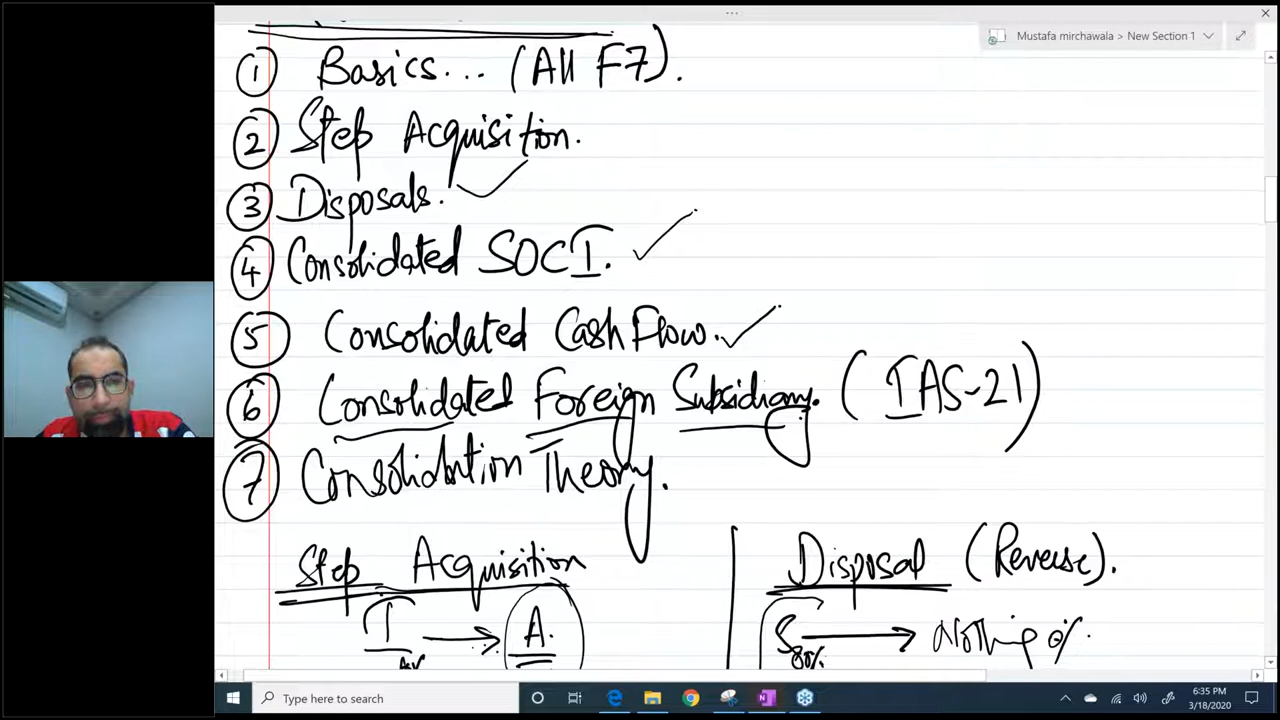 Mustafa mirchawala > New Section 1
1 Basics... (All F7).
2 Step Acquisition.
3 Disposals.
4 Consolidated SOCI.
5 Consolidated Cash Flow.
6 Consolidated Foreign Subsidiary. (IAS-21)
7 Consolidation Theory.
Step Acquisition
I → A.
Disposal (Reverse).
S 80% → Nothing 0%.
Type here to search
6:35 PM
3/18/2020